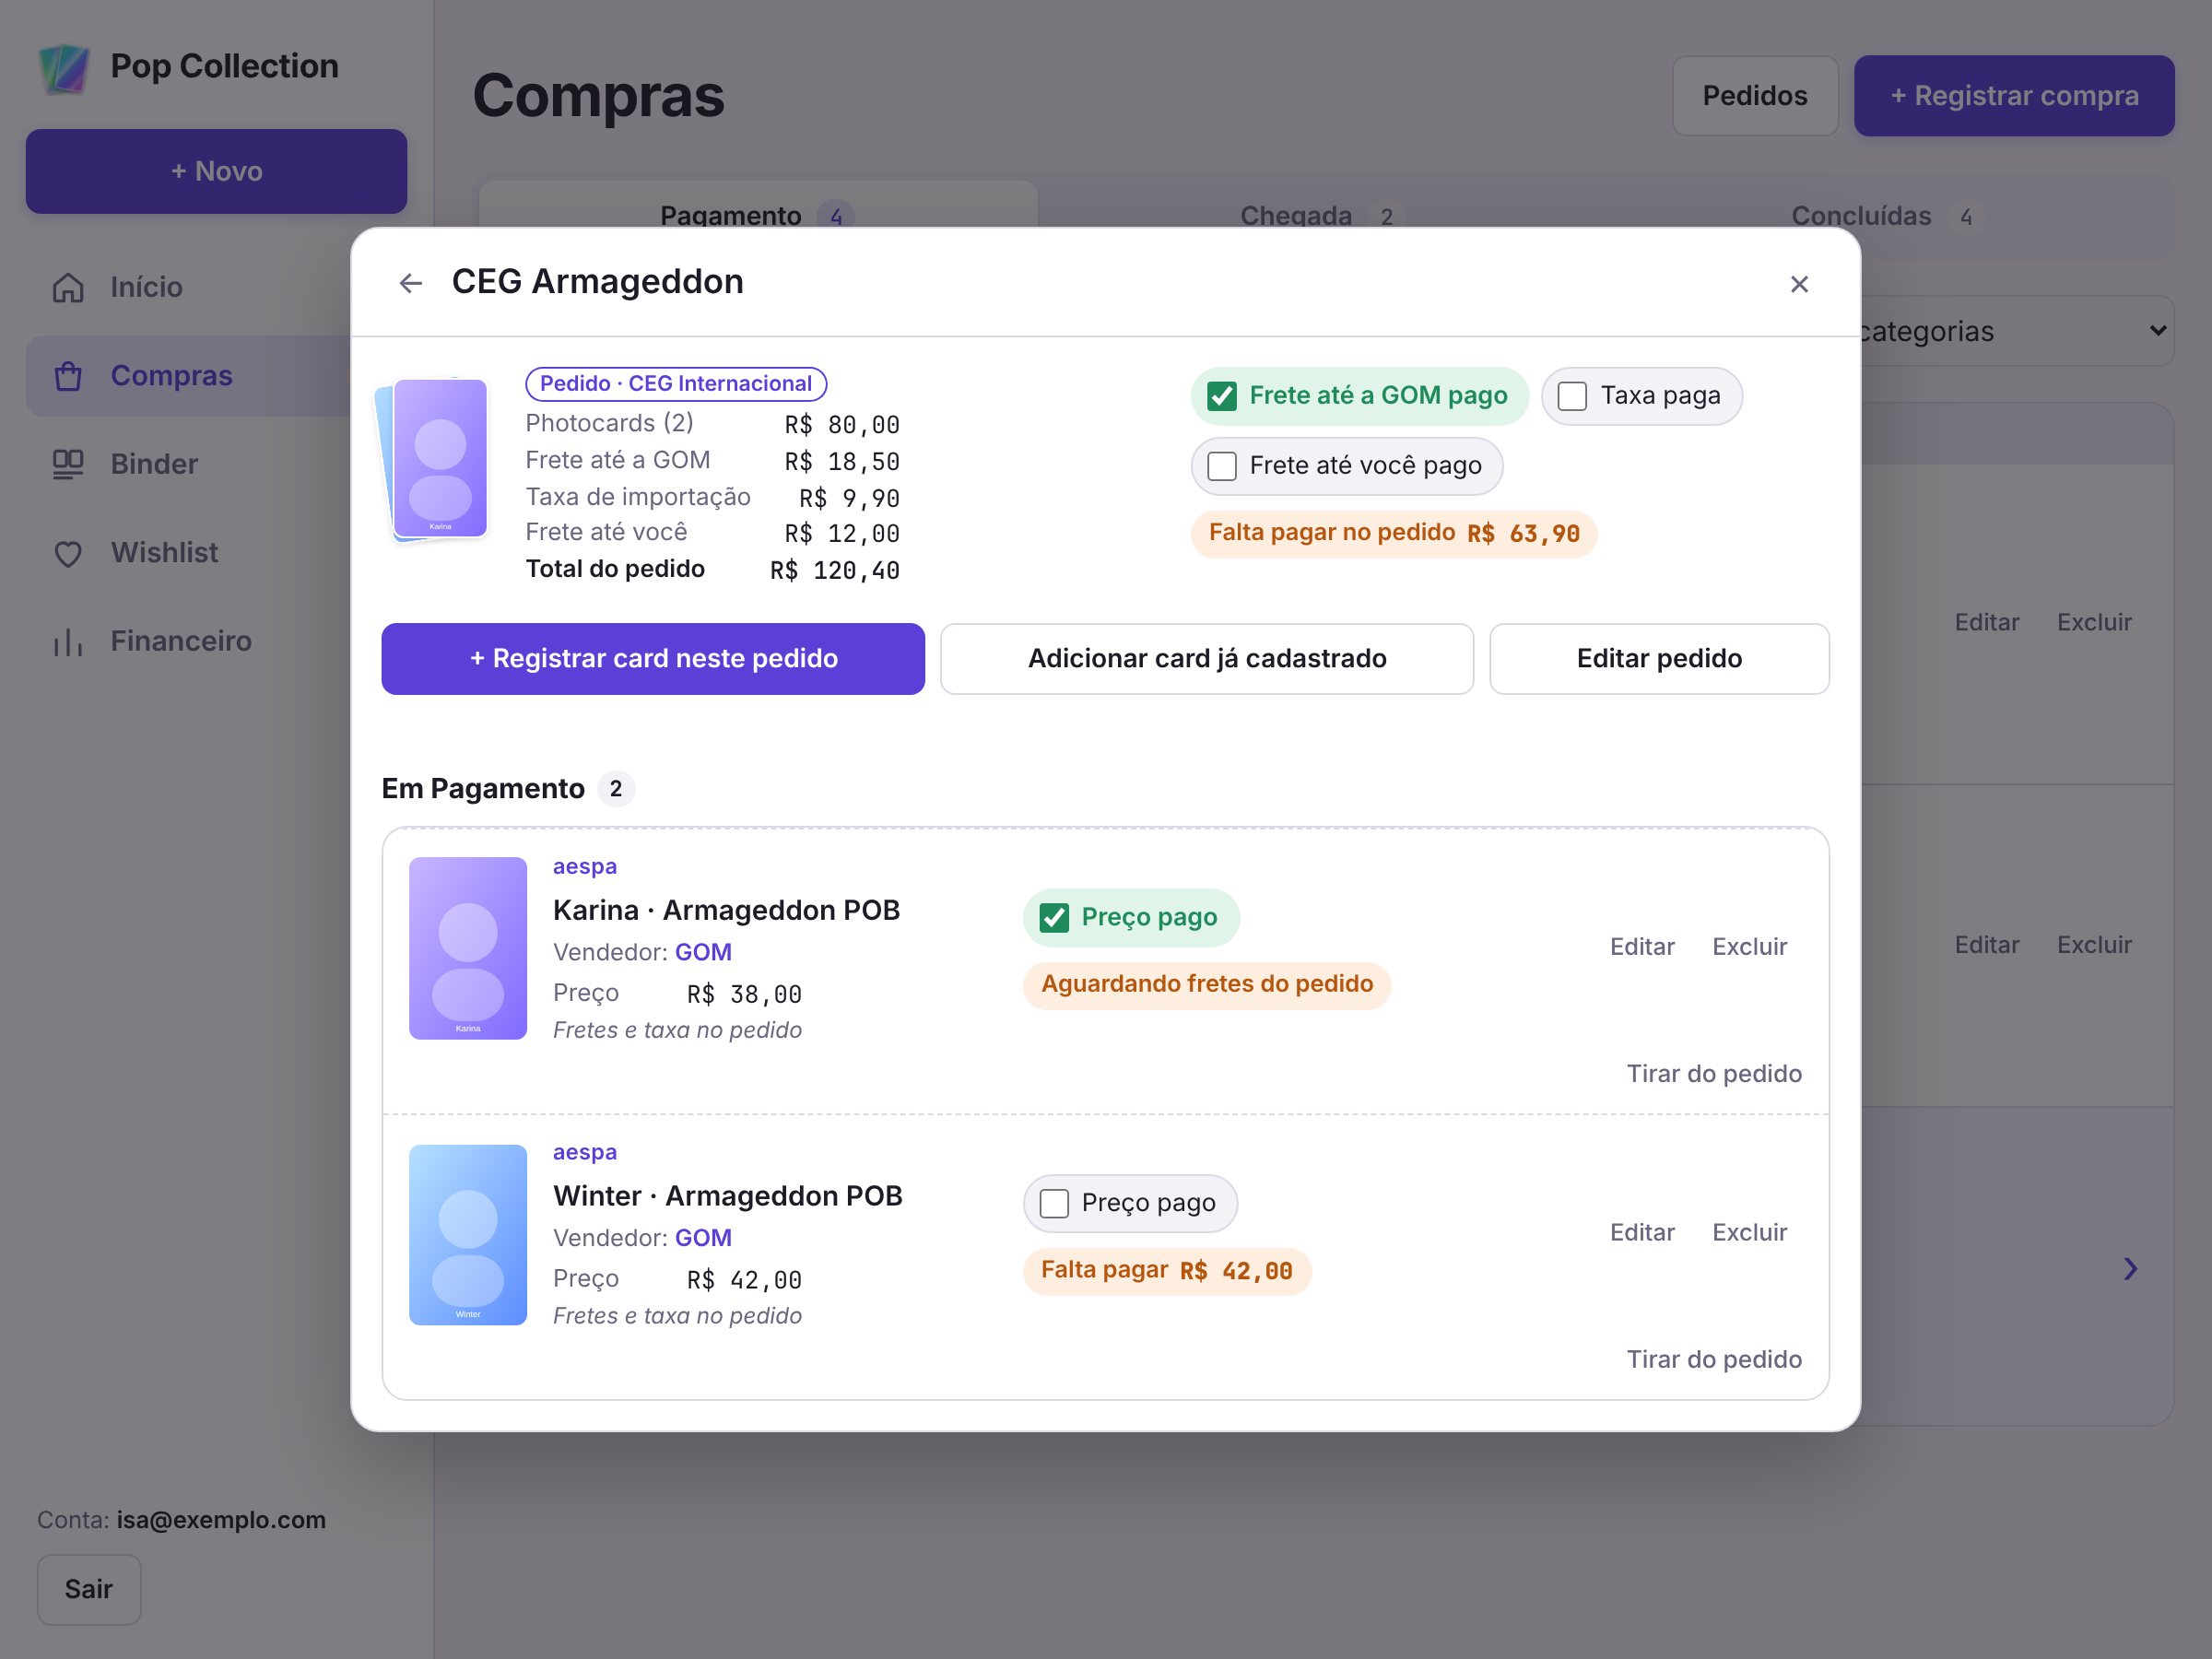 Pop Collection
+ Novo
Início
Compras
Binder
Wishlist
Financeiro
Conta: isa@exemplo.com
Sair
Compras
Pedidos
+ Registrar compra
Pagamento 4
Chegada 2
Concluídas 4
categorias
Editar Excluir
Editar Excluir
CEG Armageddon
Karina
Pedido · CEG Internacional
Photocards (2) R$ 80,00
Frete até a GOM R$ 18,50
Taxa de importação R$ 9,90
Frete até você R$ 12,00
Total do pedido R$ 120,40
Frete até a GOM pago
Taxa paga
Frete até você pago
Falta pagar no pedido R$ 63,90
+ Registrar card neste pedido
Adicionar card já cadastrado
Editar pedido
Em Pagamento 2
Karina
aespa
Karina · Armageddon POB
Vendedor: GOM
Preço R$ 38,00
Fretes e taxa no pedido
Preço pago
Aguardando fretes do pedido
Editar Excluir
Tirar do pedido
Winter
aespa
Winter · Armageddon POB
Vendedor: GOM
Preço R$ 42,00
Fretes e taxa no pedido
Preço pago
Falta pagar R$ 42,00
Editar Excluir
Tirar do pedido